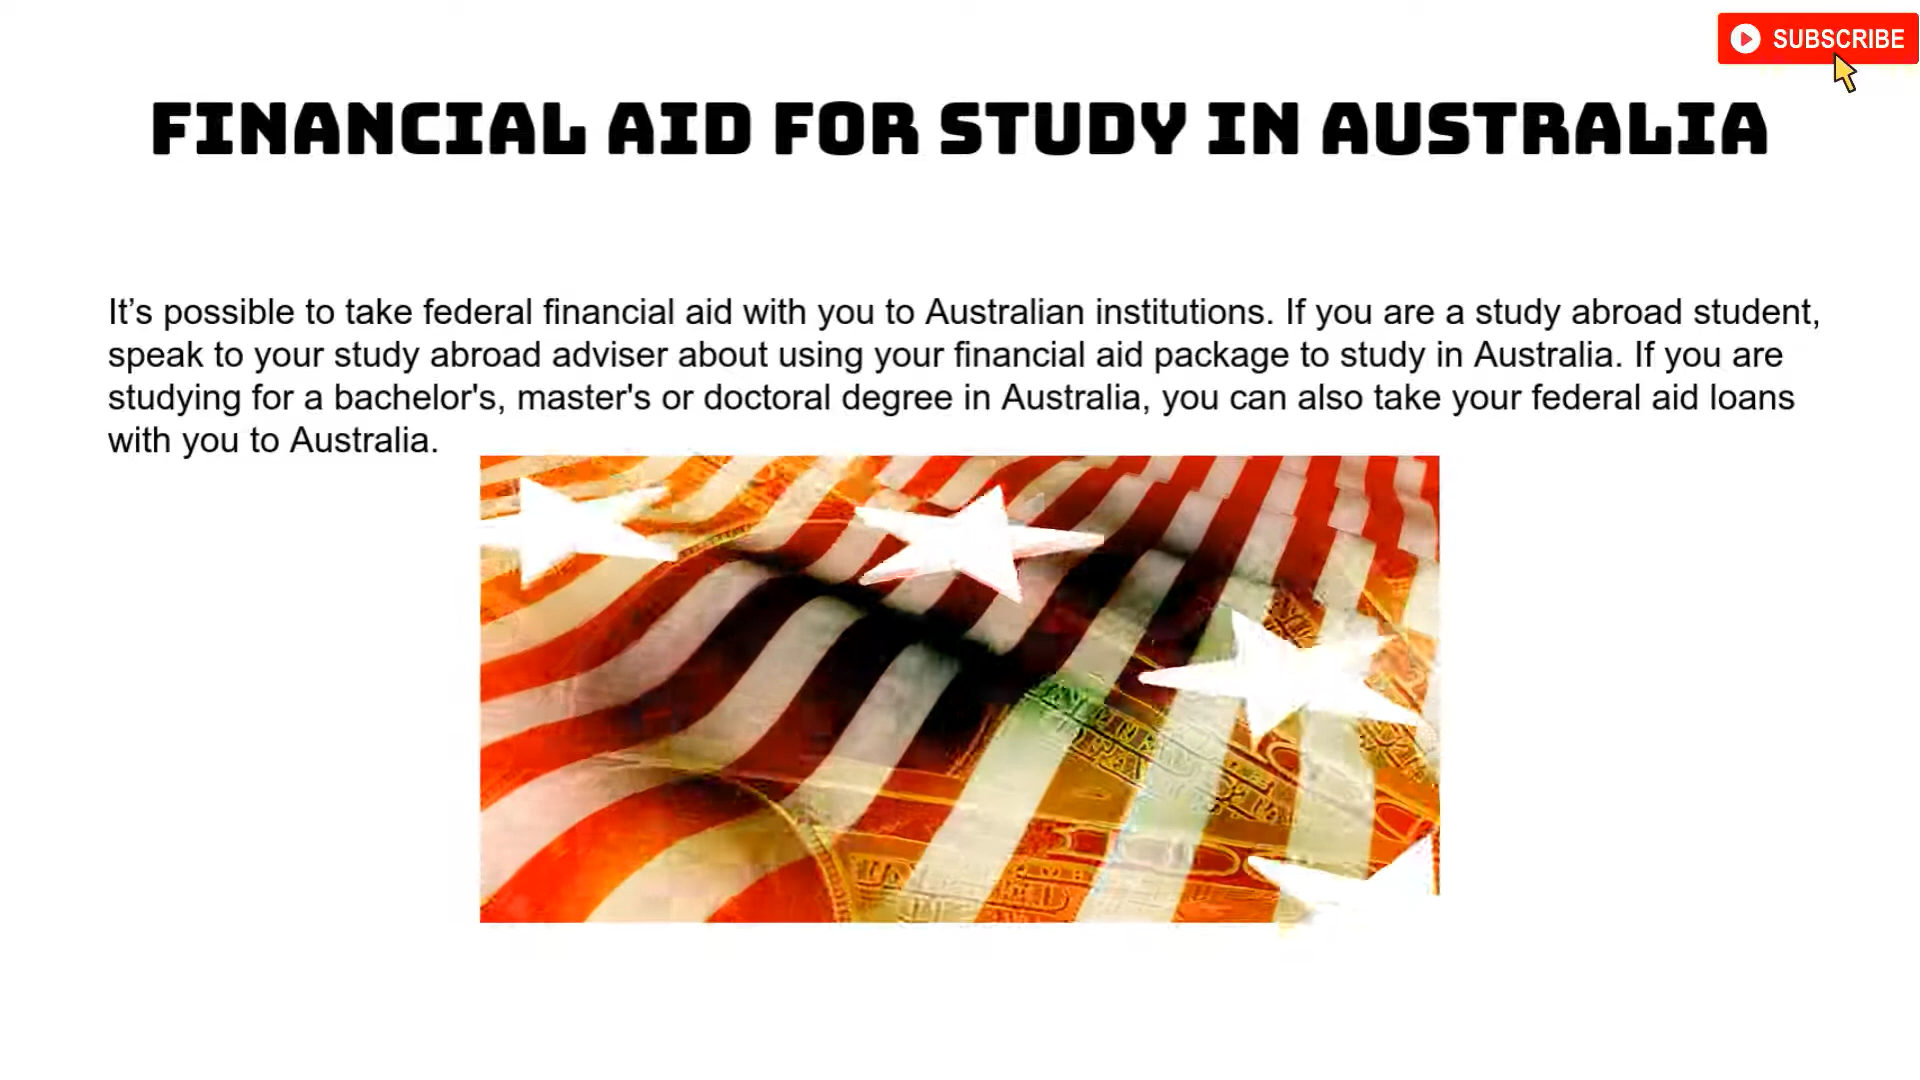 SUBSCRIBE
FINANCIAL AID FOR STUDY IN AUSTRALIA
It’s possible to take federal financial aid with you to Australian institutions. If you are a study abroad student,
speak to your study abroad adviser about using your financial aid package to study in Australia. If you are
studying for a bachelor's, master's or doctoral degree in Australia, you can also take your federal aid loans
with you to Australia.